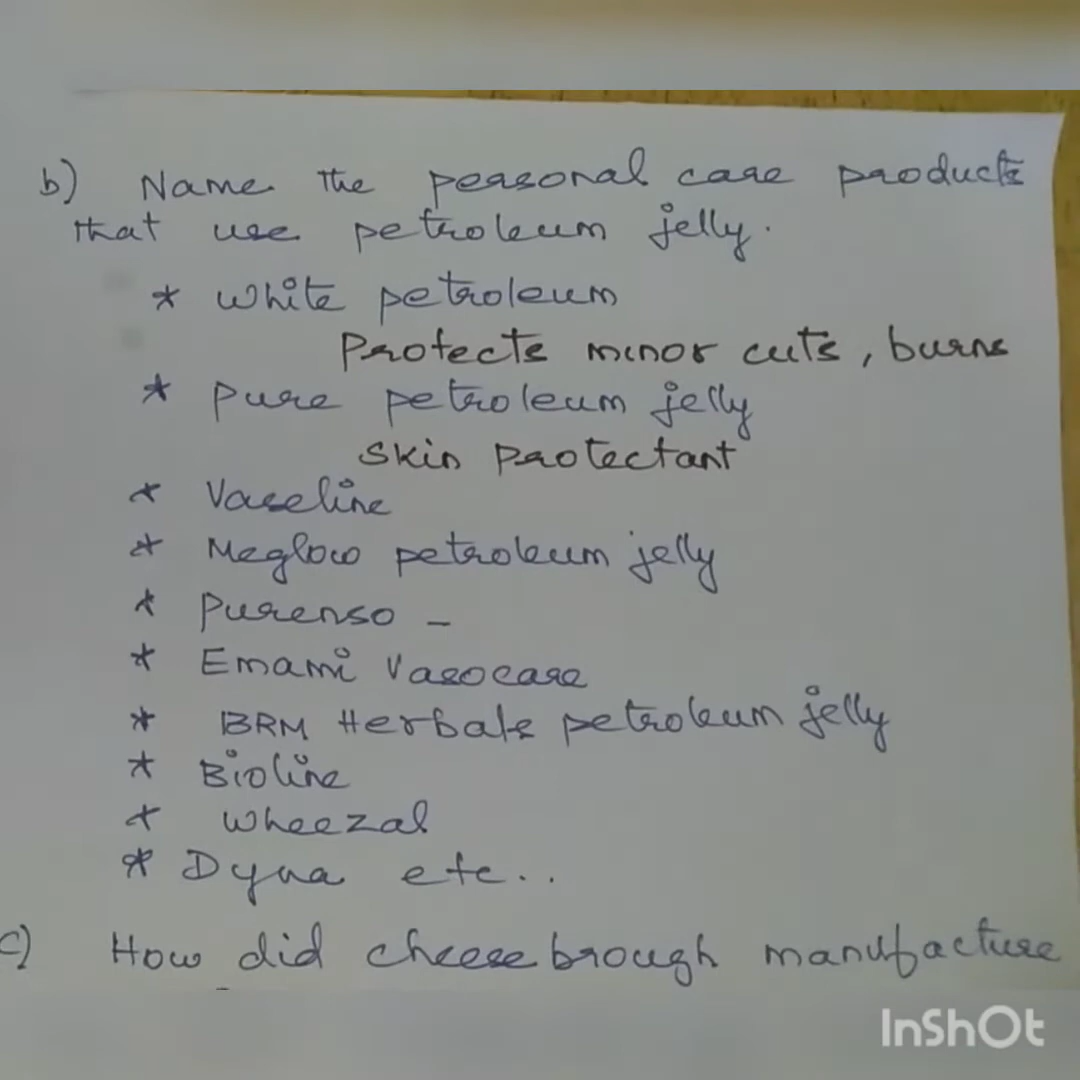 b) Name the personal care products
that use petroleum jelly.
* White petroleum
Protects minor cuts, burns
* Pure petroleum jelly
skin protectant
* Vaseline
* Meglow petroleum jelly
* Purenso -
* Emami Vasocare
* BRM Herbals petroleum jelly
* Bioline
* Wheezal
* Dyna etc..
c) How did cheesebrough manufacture
InShOt